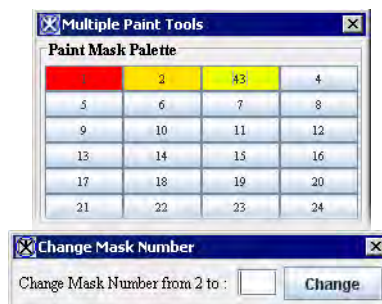 Multiple Paint Tools
Paint Mask Palette
1 2 43 4
5 6 7 8
9 10 11 12
13 14 15 16
17 18 19 20
21 22 23 24
Change Mask Number
Change Mask Number from 2 to : Change